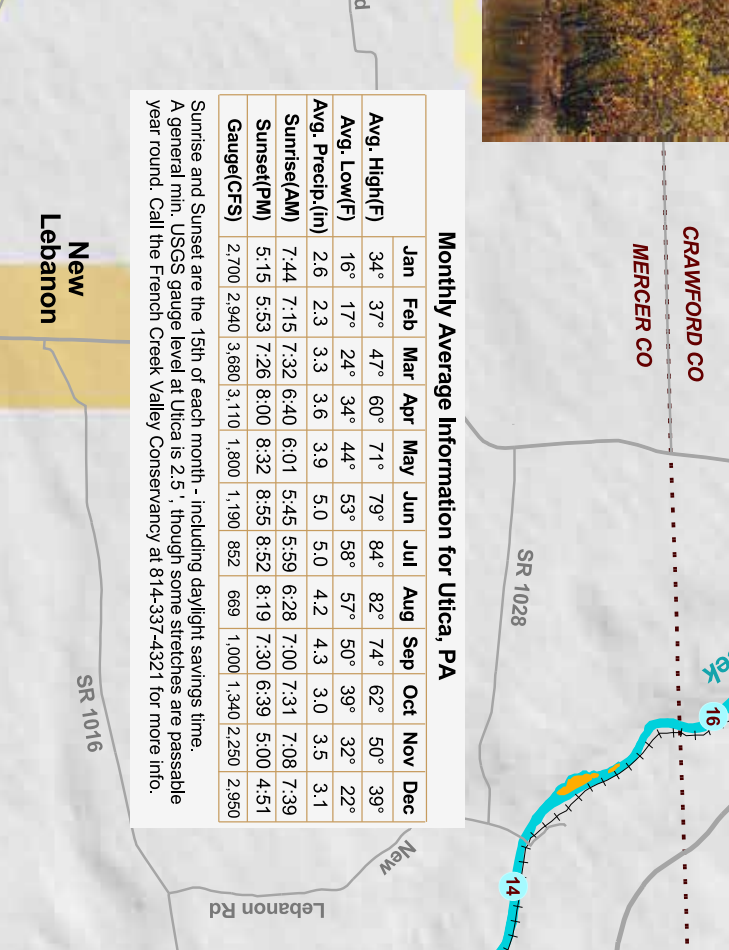 Monthly Average Information for Utica, PA
Jan Feb Mar Apr May Jun Jul Aug Sep Oct Nov Dec
Avg. High(F) 34° 37° 47° 60° 71° 79° 84° 82° 74° 62° 50° 39°
Avg. Low(F) 16° 17° 24° 34° 44° 53° 58° 57° 50° 39° 32° 22°
Avg. Precip.(in) 2.6 2.3 3.3 3.6 3.9 5.0 5.0 4.2 4.3 3.0 3.5 3.1
Sunrise(AM) 7:44 7:15 7:32 6:40 6:01 5:45 5:59 6:28 7:00 7:31 7:08 7:39
Sunset(PM) 5:15 5:53 7:26 8:00 8:32 8:55 8:52 8:19 7:30 6:39 5:00 4:51
Gauge(CFS) 2,700 2,940 3,680 3,110 1,800 1,190 852 669 1,000 1,340 2,250 2,950
Sunrise and Sunset are the 15th of each month - including daylight savings time.
A general min. USGS gauge level at Utica is 2.5 ', though some stretches are passable
year round. Call the French Creek Valley Conservancy at 814-337-4321 for more info.
CRAWFORD CO
MERCER CO
New
Lebanon
SR 1028
SR 1016
16
14
New
Lebanon Rd